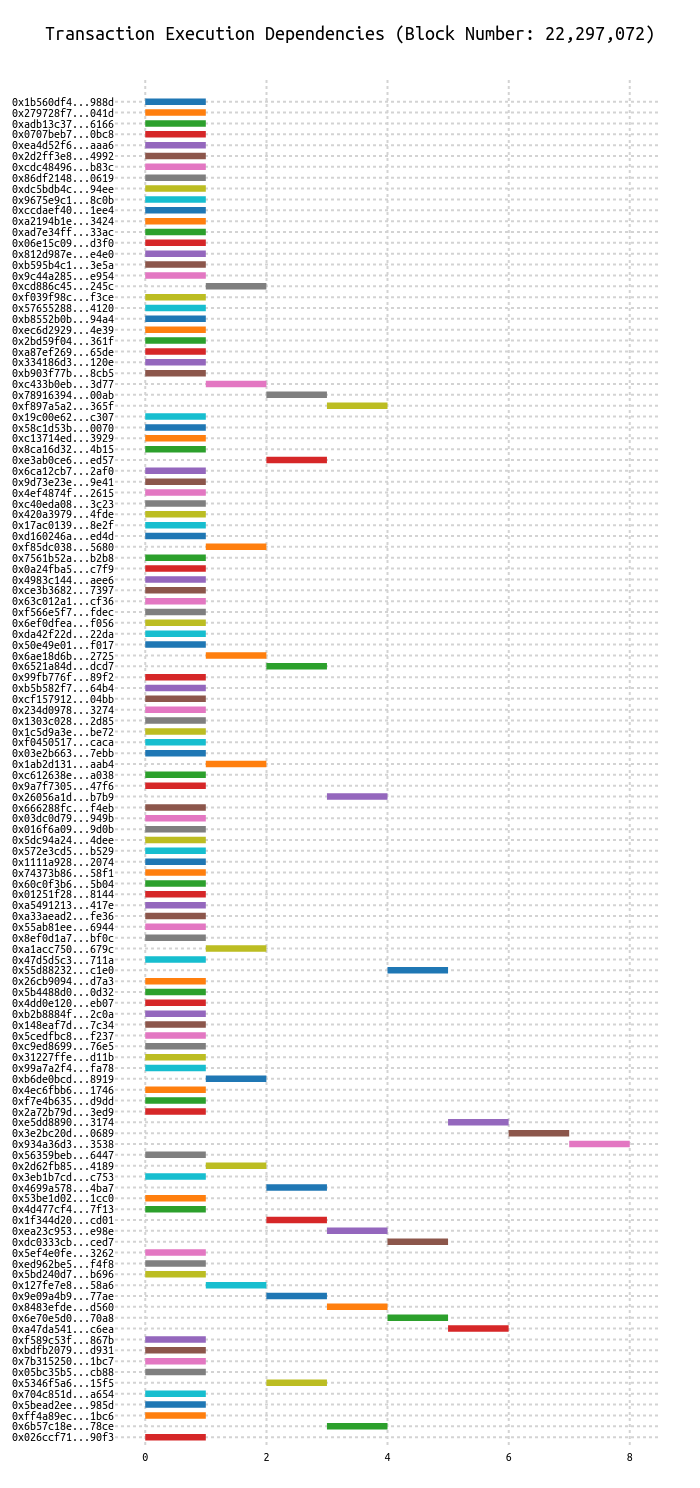 Transaction Execution Dependencies (Block Number: 22,297,072)
0x1b560df4...988d
0x279728f7...041d
0xadb13c37...6166
0x0707beb7...0bc8
0xea4d52f6...aaa6
0x2d2ff3e8...4992
0xcdc48496...b83c
0x86df2148...0619
0xdc5bdb4c...94ee
0x9675e9c1...8c0b
0xccdaef40...1ee4
0xa2194b1e...3424
0xad7e34ff...33ac
0x06e15c09...d3f0
0x812d987e...e4e0
0xb595b4c1...3e5a
0x9c44a285...e954
0xcd886c45...245c
0xf039f98c...f3ce
0x57655288...4120
0xb8552b0b...94a4
0xec6d2929...4e39
0x2bd59f04...361f
0xa87ef269...65de
0x334186d3...120e
0xb903f77b...8cb5
0xc433b0eb...3d77
0x78916394...00ab
0xf897a5a2...365f
0x19c00e62...c307
0x58c1d53b...0070
0xc13714ed...3929
0x8ca16d32...4b15
0xe3ab0ce6...ed57
0x6ca12cb7...2af0
0x9d73e23e...9e41
0x4ef4874f...2615
0xc40eda08...3c23
0x420a3979...4fde
0x17ac0139...8e2f
0xd160246a...ed4d
0xf85dc038...5680
0x7561b52a...b2b8
0x0a24fba5...c7f9
0x4983c144...aee6
0xce3b3682...7397
0x63c012a1...cf36
0xf566e5f7...fdec
0x6ef0dfea...f056
0xda42f22d...22da
0x50e49e01...f017
0x6ae18d6b...2725
0x6521a84d...dcd7
0x99fb776f...89f2
0xb5b582f7...64b4
0xcf157912...04bb
0x234d0978...3274
0x1303c028...2d85
0x1c5d9a3e...be72
0xf0450517...caca
0x03e2b663...7ebb
0x1ab2d131...aab4
0xc612638e...a038
0x9a7f7305...47f6
0x26056a1d...b7b9
0x666288fc...f4eb
0x03dc0d79...949b
0x016f6a09...9d0b
0x5dc94a24...4dee
0x572e3cd5...b529
0x1111a928...2074
0x74373b86...58f1
0x60c0f3b6...5b04
0x01251f28...8144
0xa5491213...417e
0xa33aead2...fe36
0x55ab81ee...6944
0x8ef0d1a7...bf0c
0xa1acc750...679c
0x47d5d5c3...711a
0x55d88232...c1e0
0x26cb9094...d7a3
0x5b4488d0...0d32
0x4dd0e120...eb07
0xb2b8884f...2c0a
0x148eaf7d...7c34
0x5cedfbc8...f237
0xc9ed8699...76e5
0x31227ffe...d11b
0x99a7a2f4...fa78
0xb6de0bcd...8919
0x4ec6fbb6...1746
0xf7e4b635...d9dd
0x2a72b79d...3ed9
0xe5dd8890...3174
0x3e2bc20d...0689
0x934a36d3...3538
0x56359beb...6447
0x2d62fb85...4189
0x3eb1b7cd...c753
0x4699a578...4ba7
0x53be1d02...1cc0
0x4d477cf4...7f13
0x1f344d20...cd01
0xea23c953...e98e
0xdc0333cb...ced7
0x5ef4e0fe...3262
0xed962be5...f4f8
0x5bd240d7...b696
0x127fe7e8...58a6
0x9e09a4b9...77ae
0x8483efde...d560
0x6e70e5d0...70a8
0xa47da541...c6ea
0xf589c53f...867b
0xbdfb2079...d931
0x7b315250...1bc7
0x05bc35b5...cb88
0x5346f5a6...15f5
0x704c851d...a654
0x5bead2ee...985d
0xff4a89ec...1bc6
0x6b57c18e...78ce
0x026ccf71...90f3
0 2 4 6 8